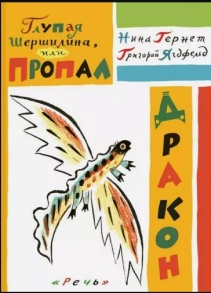 Глупая
Шершилина,
или
ПРОПАЛ
ДРАКОН
Нина Гернет
Григорий Ягдфельд
«РЕЧЬ»